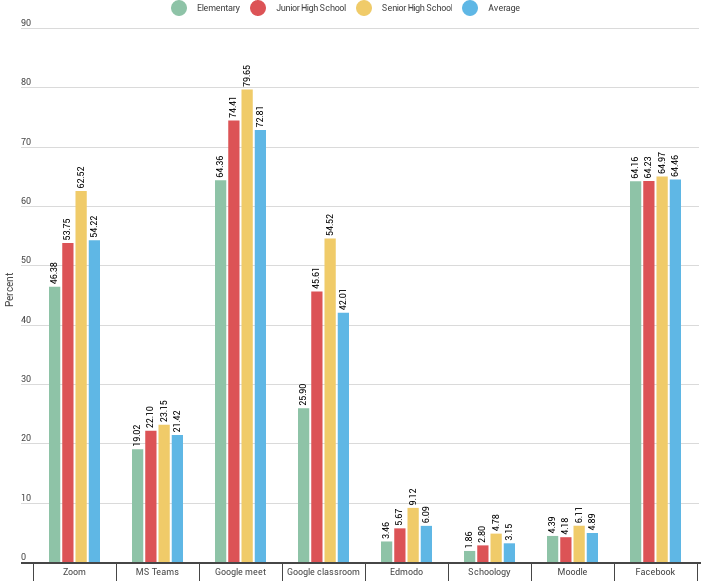 Elementary Junior High School Senior High School Average
90
80
70
60
50
40
30
20
10
0
Percent
46.38 53.75 62.52 54.22
19.02 22.10 23.15 21.42
64.36 74.41 79.65 72.81
25.90 45.61 54.52 42.01
3.46 5.67 9.12 6.09
1.86 2.80 4.78 3.15
4.39 4.18 6.11 4.89
64.16 64.23 64.97 64.46
Zoom MS Teams Google meet Google classroom Edmodo Schoology Moodle Facebook